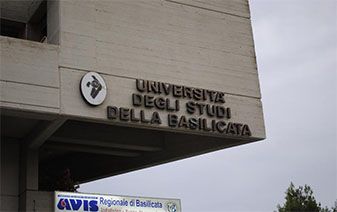 UNIVERSITÀ
DEGLI STUDI
DELLA BASILICATA
AVIS Regionale di Basilicata